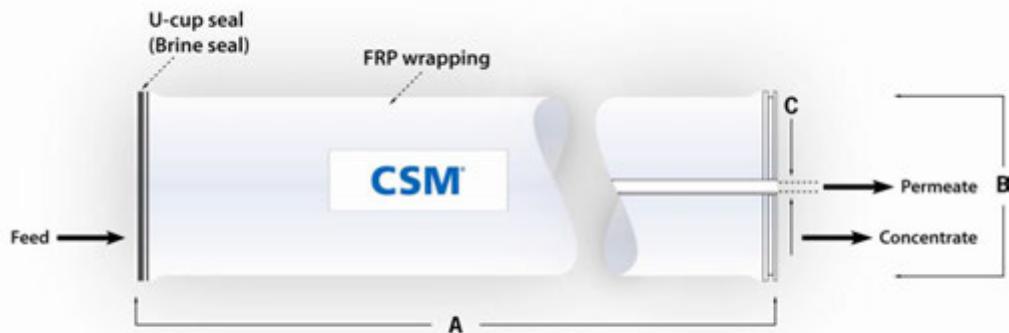 U-cup seal
(Brine seal)
FRP wrapping
C
CSM
Permeate
B
Feed
Concentrate
A